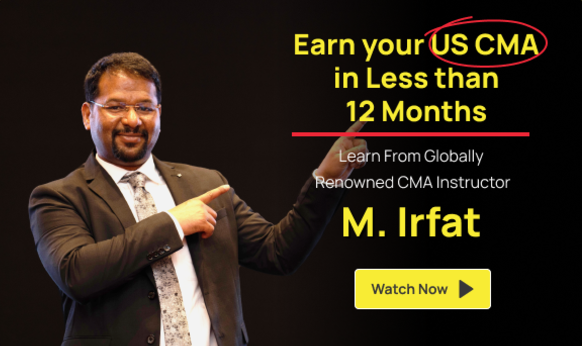 Earn your US CMA
in Less than
12 Months
Learn From Globally
Renowned CMA Instructor
M. Irfat
Watch Now